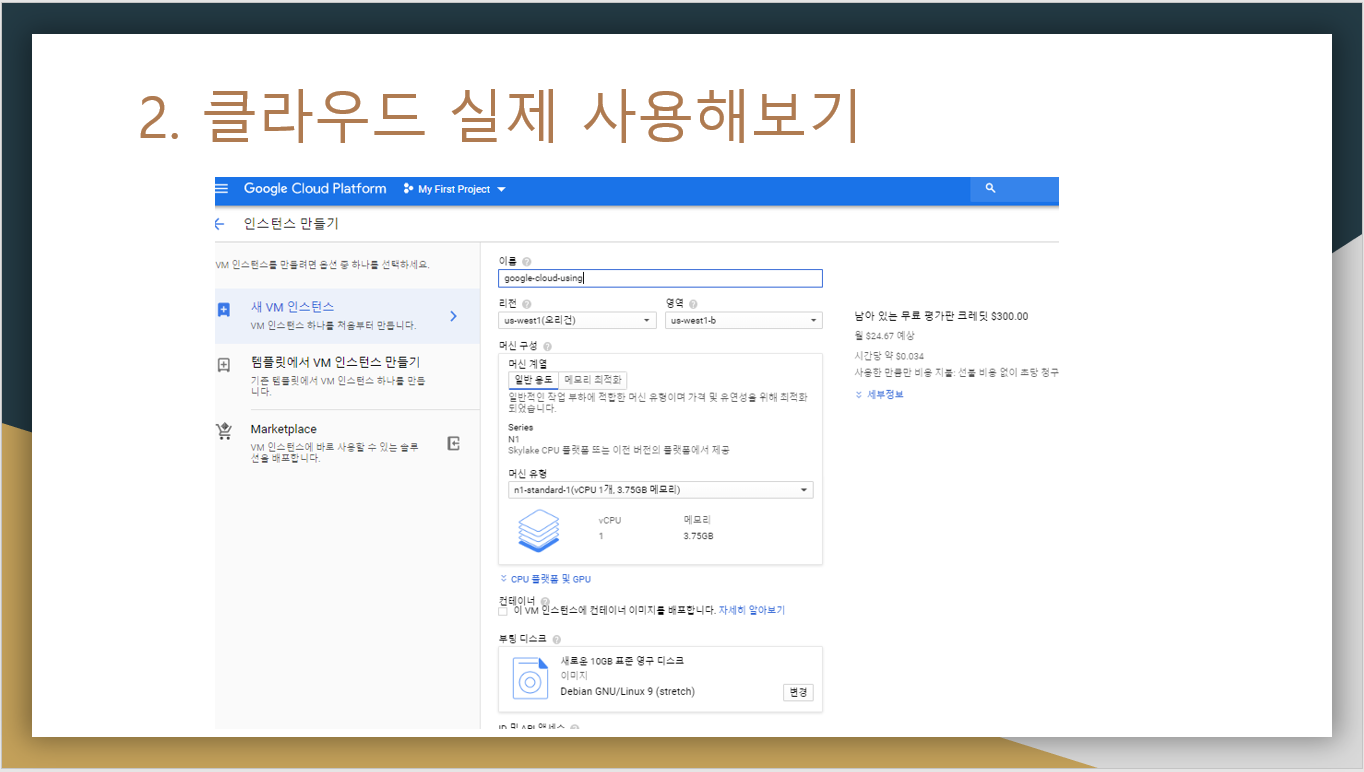 2. 클라우드 실제 사용해보기
Google Cloud Platform
My First Project
인스턴스 만들기
VM 인스턴스를 만들려면 옵션 중 하나를 선택하세요.
새 VM 인스턴스
VM 인스턴스 하나를 처음부터 만듭니다.
템플릿에서 VM 인스턴스 만들기
기존 템플릿에서 VM 인스턴스 하나를 만듭
니다.
Marketplace
VM 인스턴스에 바로 사용할 수 있는 솔루
션을 배포합니다.
이름
google-cloud-using
리전
영역
us-west1(오리건)
us-west1-b
머신 구성
머신 계열
일반 용도
메모리 최적화
일반적인 작업 부하에 적합한 머신 유형이며 가격 및 유연성을 위해 최적화
되었습니다.
Series
N1
Skylake CPU 플랫폼 또는 이전 버전의 플랫폼에서 제공
머신 유형
n1-standard-1(vCPU 1개, 3.75GB 메모리)
vCPU
메모리
1
3.75GB
CPU 플랫폼 및 GPU
컨테이너
이 VM 인스턴스에 컨테이너 이미지를 배포합니다. 자세히 알아보기
부팅 디스크
새로운 10GB 표준 영구 디스크
이미지
Debian GNU/Linux 9 (stretch)
변경
ID 및 API 액세스
남아 있는 무료 평가판 크레딧 $300.00
월 $24.67 예상
시간당 약 $0.034
사용한 만큼만 비용 지불: 선불 비용 없이 초당 청구
세부정보